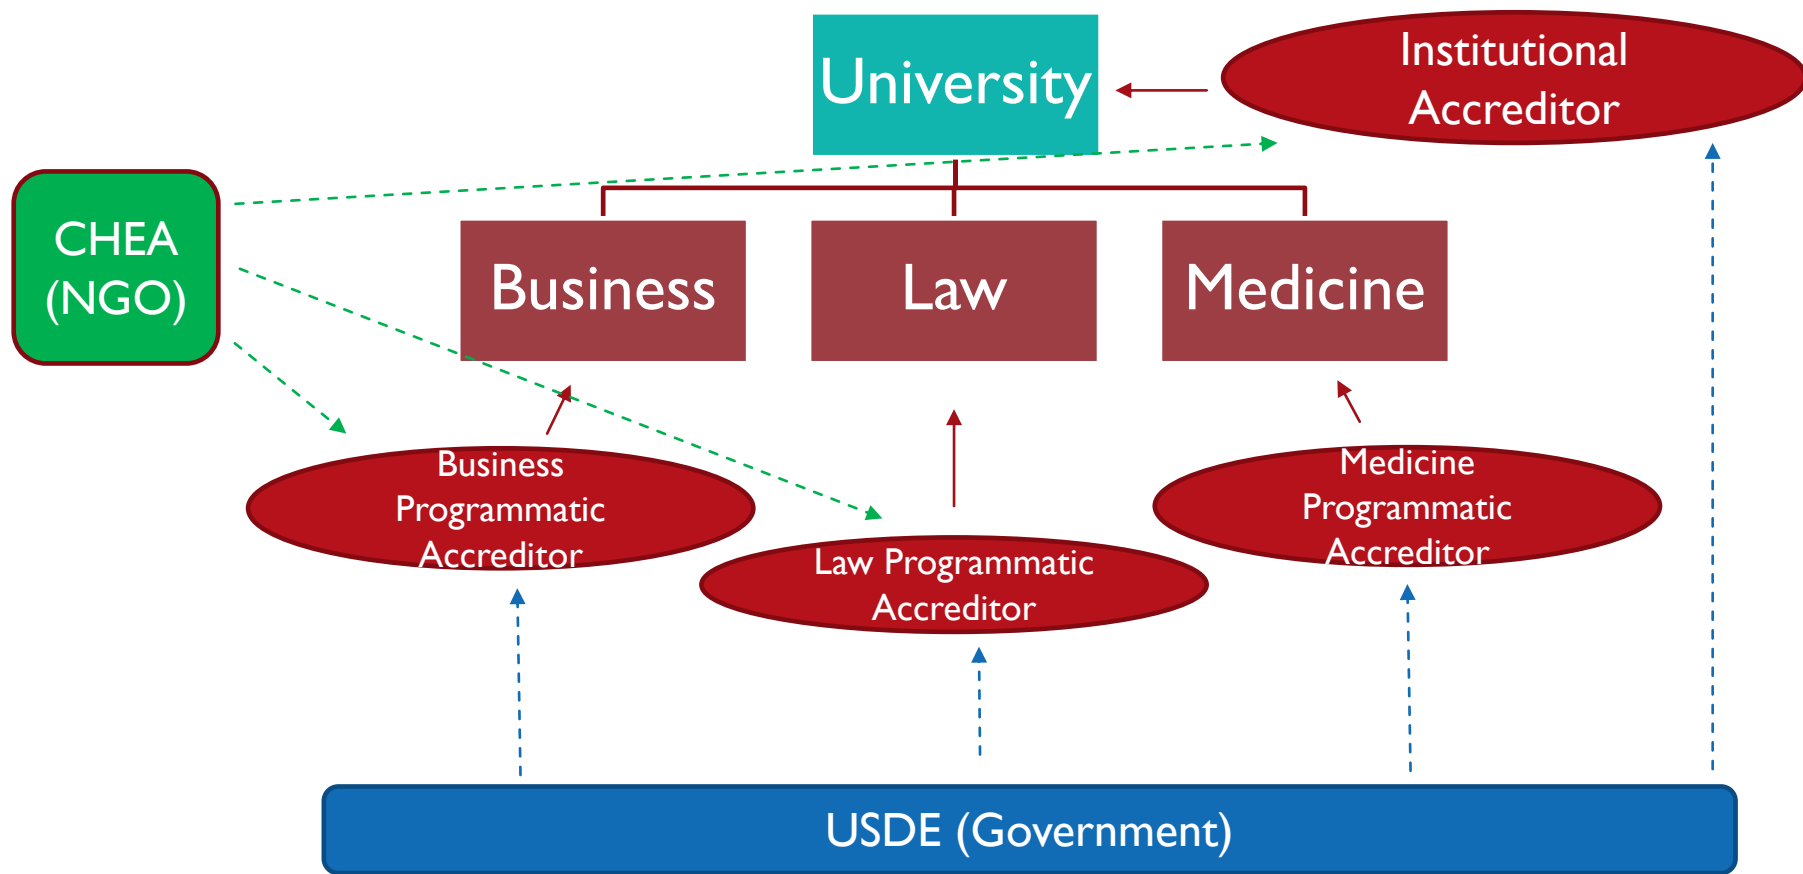 University
Institutional
Accreditor
CHEA
(NGO)
Business
Law
Medicine
Business
Programmatic
Accreditor
Law Programmatic
Accreditor
Medicine
Programmatic
Accreditor
USDE (Government)